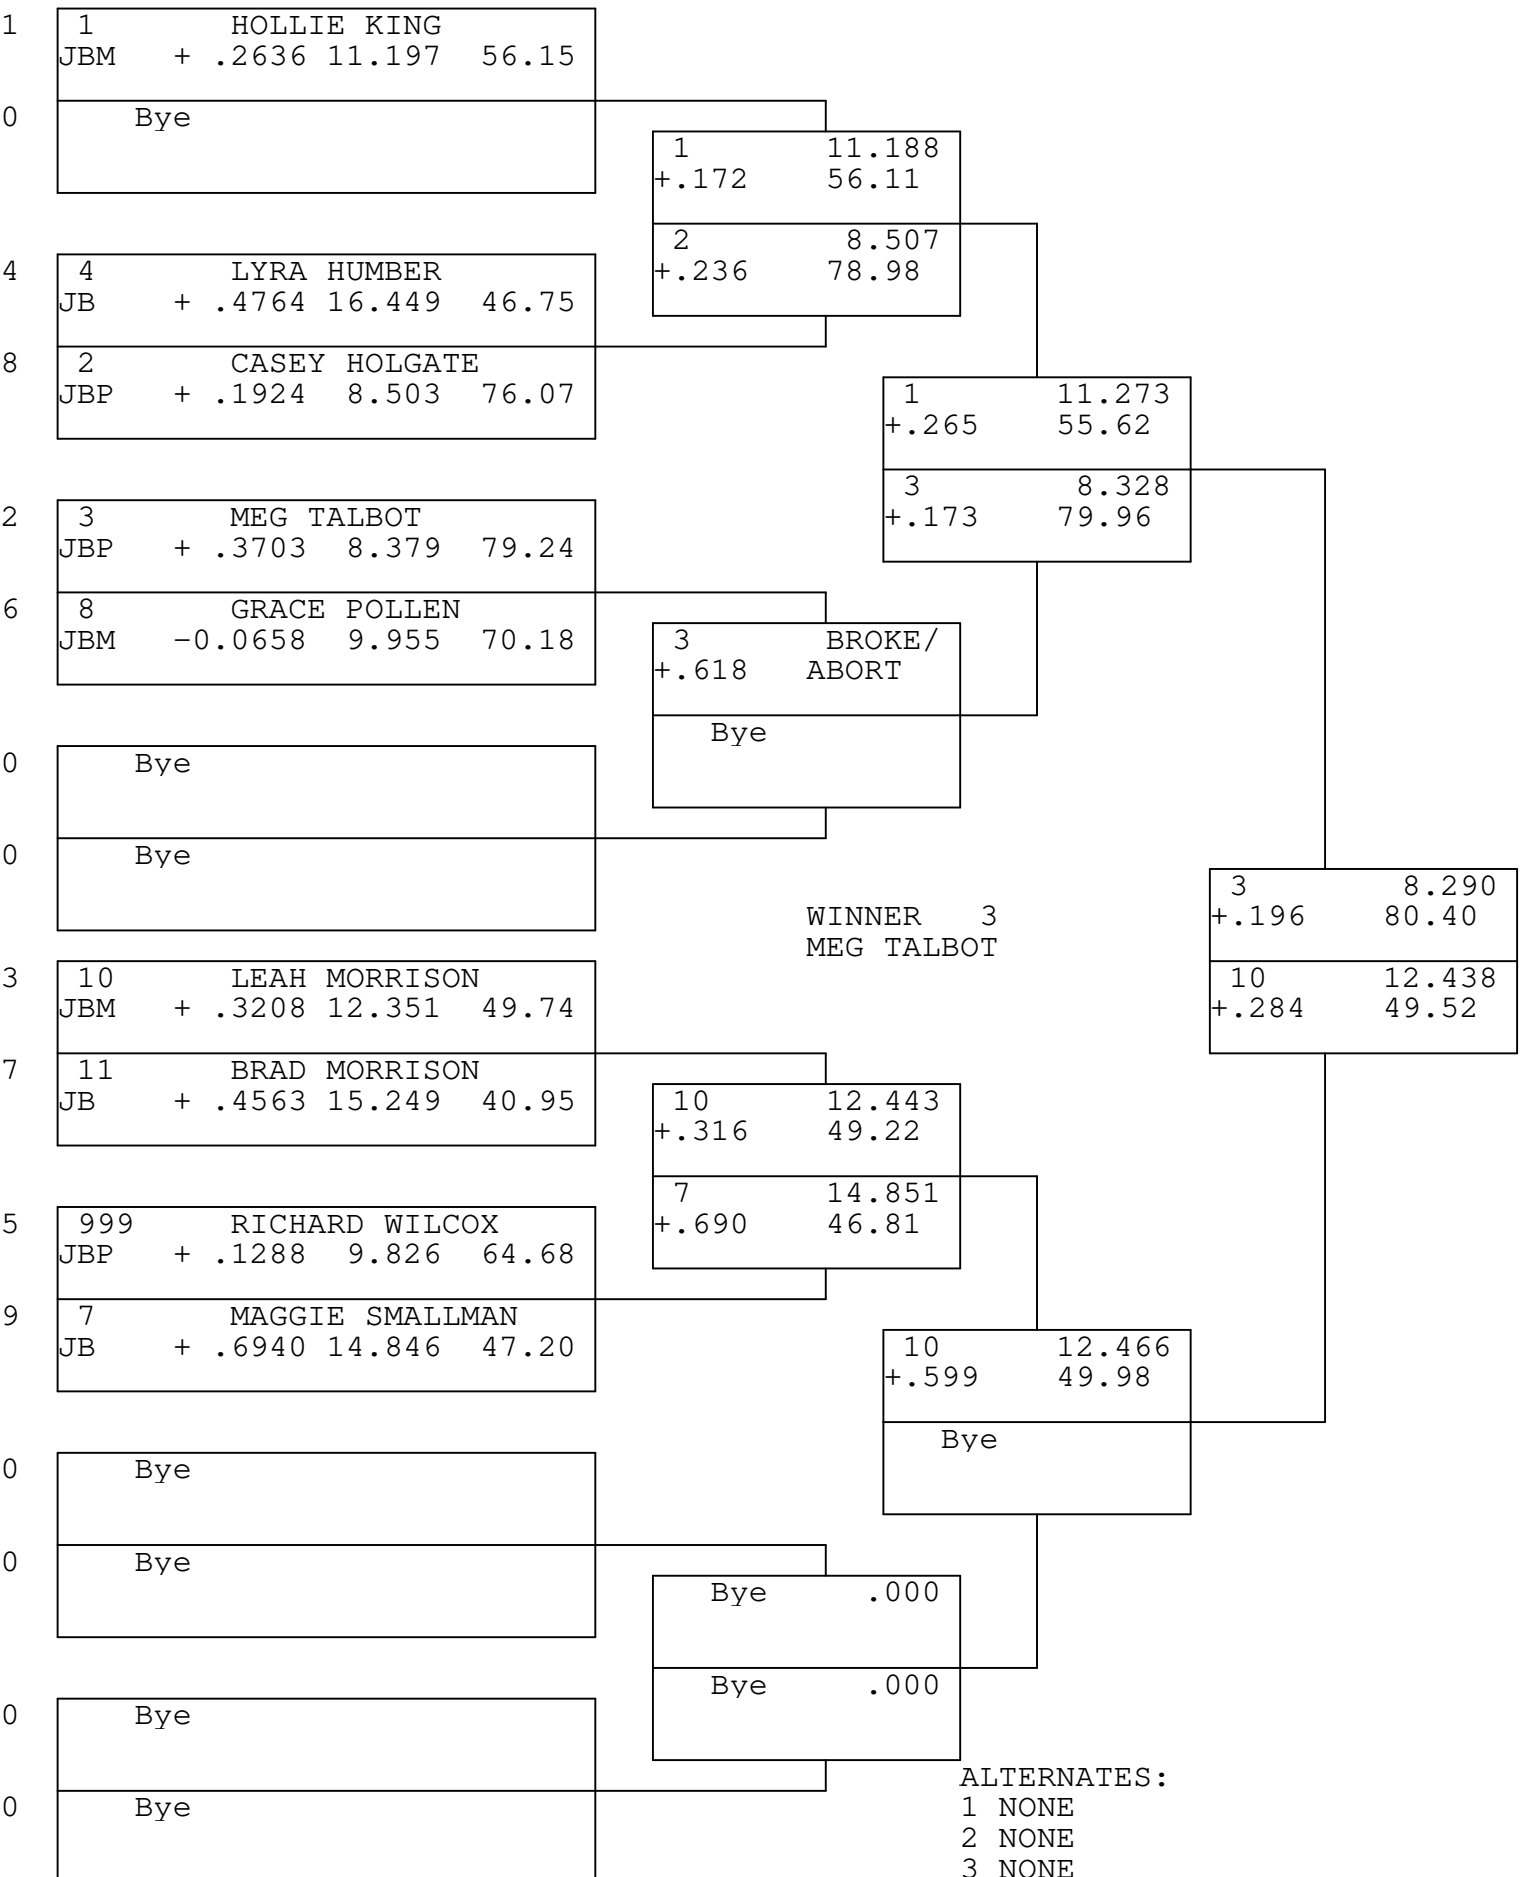 1 1 HOLLIE KING
JBM + .2636 11.197 56.15
0 Bye
1 11.188
+.172 56.11
2 8.507
+.236 78.98
4 4 LYRA HUMBER
JB + .4764 16.449 46.75
8 2 CASEY HOLGATE
JBP + .1924 8.503 76.07
1 11.273
+.265 55.62
3 8.328
+.173 79.96
2 3 MEG TALBOT
JBP + .3703 8.379 79.24
6 8 GRACE POLLEN
JBM -0.0658 9.955 70.18
3 BROKE/
+.618 ABORT
Bye
0 Bye
0 Bye
3 8.290
+.196 80.40
10 12.438
+.284 49.52
WINNER 3
MEG TALBOT
3 10 LEAH MORRISON
JBM + .3208 12.351 49.74
7 11 BRAD MORRISON
JB + .4563 15.249 40.95
10 12.443
+.316 49.22
7 14.851
+.690 46.81
5 999 RICHARD WILCOX
JBP + .1288 9.826 64.68
9 7 MAGGIE SMALLMAN
JB + .6940 14.846 47.20
10 12.466
+.599 49.98
Bye
0 Bye
0 Bye
Bye .000
Bye .000
0 Bye
0 Bye
ALTERNATES:
1 NONE
2 NONE
3 NONE